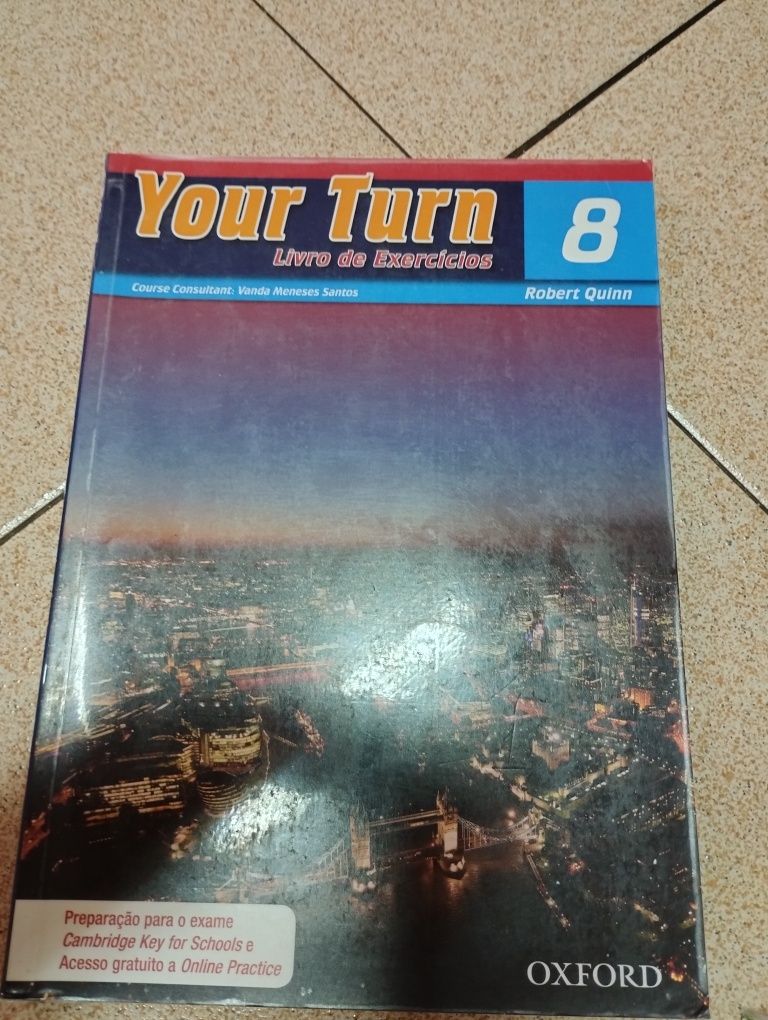 Your Turn
8
Livro de Exercícios
Course Consultant: Vanda Meneses Santos
Robert Quinn
Preparação para o exame
Cambridge Key for Schools e
Acesso gratuito a Online Practice
OXFORD